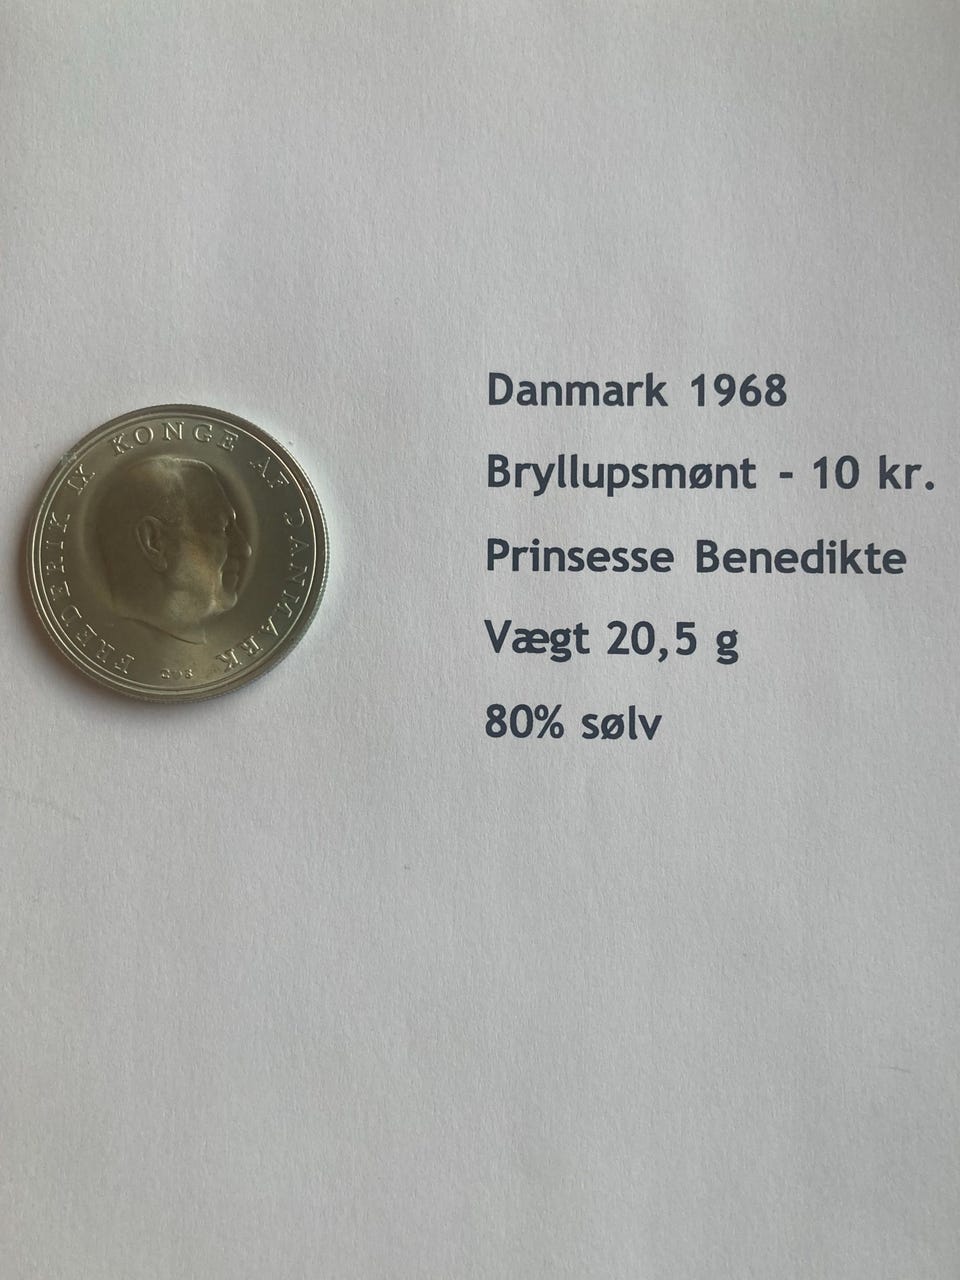 FREDERIK IX KONGE AF DANMARK
Danmark 1968
Bryllupsmønt - 10 kr.
Prinsesse Benedikte
Vægt 20,5 g
80% sølv